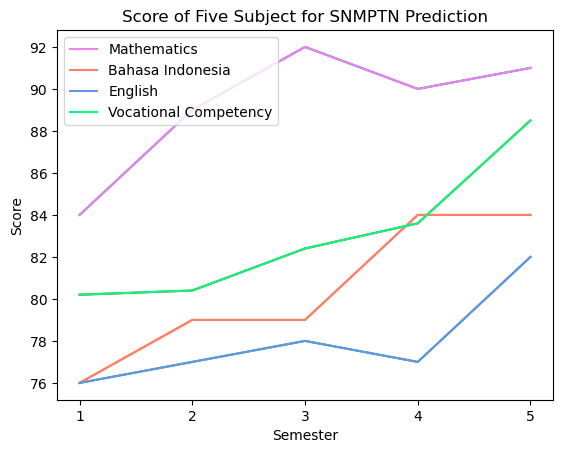 Score of Five Subject for SNMPTN Prediction
Mathematics
Bahasa Indonesia
English
Vocational Competency
92
90
88
86
84
82
80
78
76
Score
1 2 3 4 5
Semester